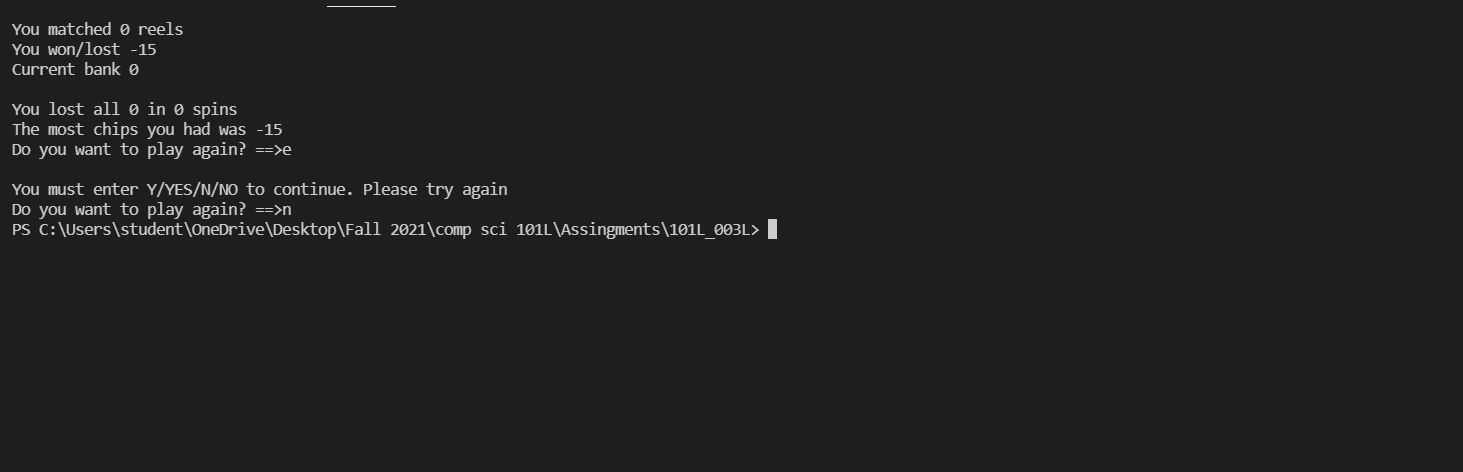 You matched 0 reels
You won/lost -15
Current bank 0
You lost all 0 in 0 spins
The most chips you had was -15
Do you want to play again? ==>e
You must enter Y/YES/N/NO to continue. Please try again
Do you want to play again? ==>n
PS C:\Users\student\OneDrive\Desktop\Fall 2021\comp sci 101L\Assingments\101L_003L>